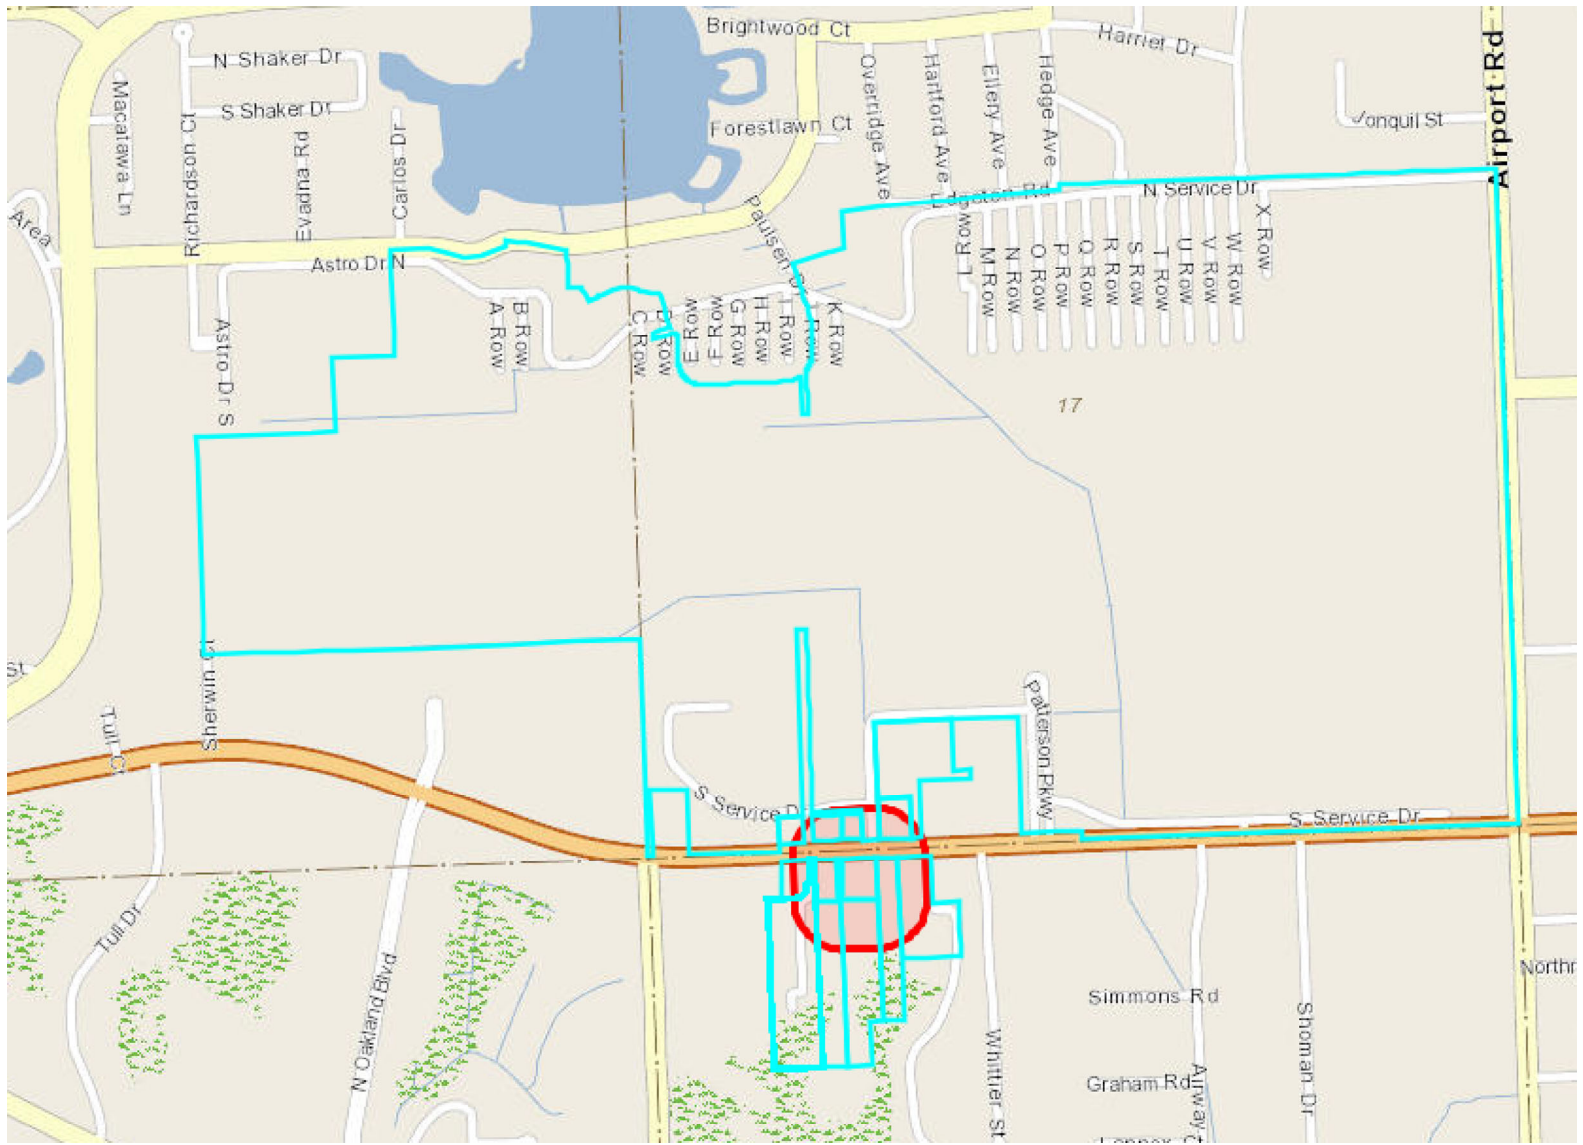 Brightwood Ct
Harriet Dr
N Shaker Dr
S Shaker Dr
Macatawa Ln
Richardson Ct
Evadna Rd
Carlos Dr
Forestlawn Ct
Overridge Ave
Hartford Ave
Ellery Ave
Hedge Ave
Jonquil St
Airport Rd
N Service Dr
Area
Astro Dr N
Paulsen Dr
Astro Dr S
A Row
B Row
C Row
D Row
E Row
F Row
G Row
H Row
I Row
K Row
L Row
M Row
N Row
O Row
P Row
Q Row
R Row
S Row
T Row
U Row
V Row
W Row
X Row
17
St
Sherwin Ct
Tull Ct
Patterson Pkwy
S Service Dr
S Service Dr
Tull Dr
N Oakland Blvd
Simmons Rd
Northr
Whittier St
Graham Rd
Airway
Shoman Dr